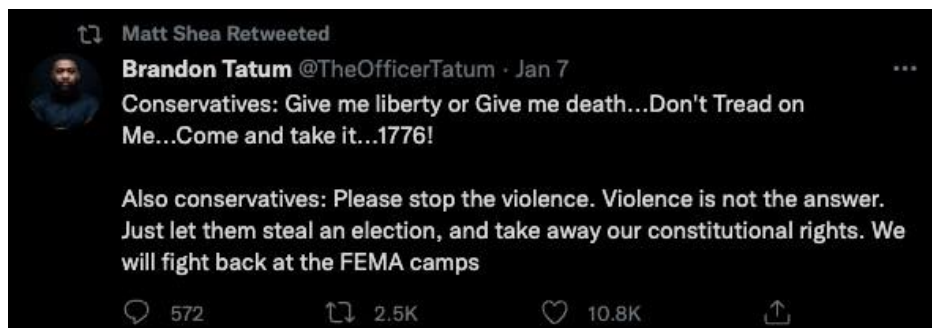 Matt Shea Retweeted
Brandon Tatum @TheOfficerTatum · Jan 7
Conservatives: Give me liberty or Give me death...Don't Tread on
Me...Come and take it...1776!
Also conservatives: Please stop the violence. Violence is not the answer.
Just let them steal an election, and take away our constitutional rights. We
will fight back at the FEMA camps
572 2.5K 10.8K